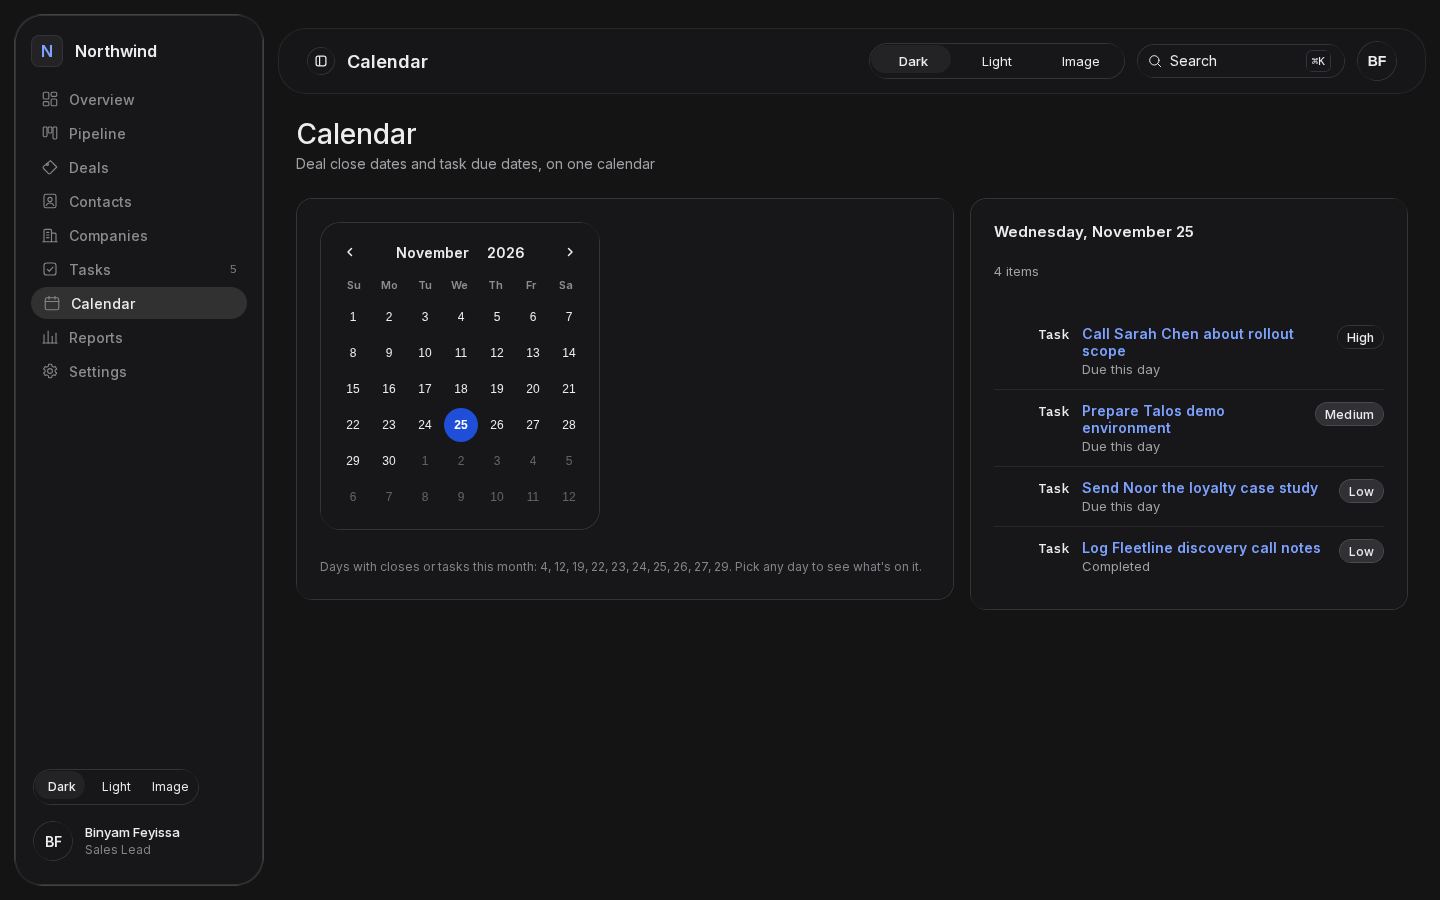 N Northwind
Overview
Pipeline
Deals
Contacts
Companies
Tasks 5
Calendar
Reports
Settings
Dark Light Image
BF Binyam Feyissa
Sales Lead
Calendar
Dark Light Image
Search ⌘K
BF
Calendar
Deal close dates and task due dates, on one calendar
November 2026
Su Mo Tu We Th Fr Sa
1 2 3 4 5 6 7
8 9 10 11 12 13 14
15 16 17 18 19 20 21
22 23 24 25 26 27 28
29 30 1 2 3 4 5
6 7 8 9 10 11 12
Days with closes or tasks this month: 4, 12, 19, 22, 23, 24, 25, 26, 27, 29. Pick any day to see what's on it.
Wednesday, November 25
4 items
Task Call Sarah Chen about rollout High
scope
Due this day
Task Prepare Talos demo Medium
environment
Due this day
Task Send Noor the loyalty case study Low
Due this day
Task Log Fleetline discovery call notes Low
Completed